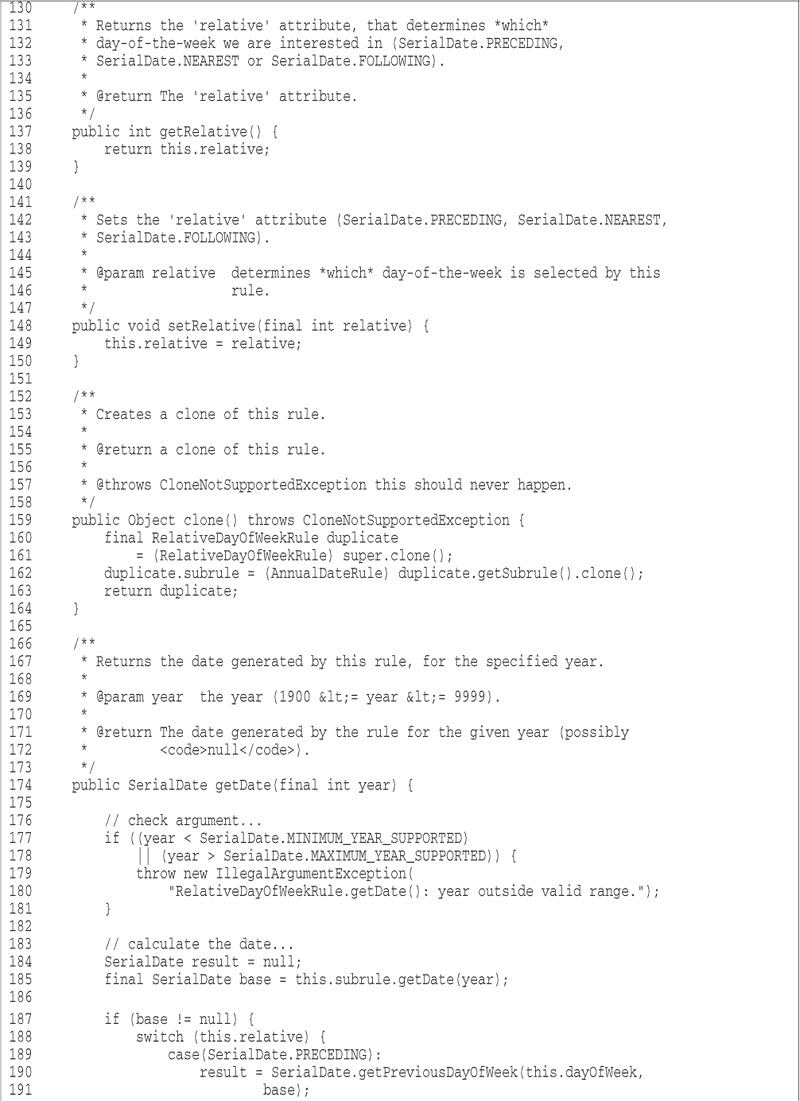 130     /**
131      * Returns the 'relative' attribute, that determines *which*
132      * day-of-the-week we are interested in (SerialDate.PRECEDING,
133      * SerialDate.NEAREST or SerialDate.FOLLOWING).
134      *
135      * @return The 'relative' attribute.
136      */
137     public int getRelative() {
138         return this.relative;
139     }
140
141     /**
142      * Sets the 'relative' attribute (SerialDate.PRECEDING, SerialDate.NEAREST,
143      * SerialDate.FOLLOWING).
144      *
145      * @param relative  determines *which* day-of-the-week is selected by this
146      *                  rule.
147      */
148     public void setRelative(final int relative) {
149         this.relative = relative;
150     }
151
152     /**
153      * Creates a clone of this rule.
154      *
155      * @return a clone of this rule.
156      *
157      * @throws CloneNotSupportedException this should never happen.
158      */
159     public Object clone() throws CloneNotSupportedException {
160         final RelativeDayOfWeekRule duplicate
161             = (RelativeDayOfWeekRule) super.clone();
162         duplicate.subrule = (AnnualDateRule) duplicate.getSubrule().clone();
163         return duplicate;
164     }
165
166     /**
167      * Returns the date generated by this rule, for the specified year.
168      *
169      * @param year  the year (1900 &lt;= year &lt;= 9999).
170      *
171      * @return The date generated by the rule for the given year (possibly
172      *         <code>null</code>).
173      */
174     public SerialDate getDate(final int year) {
175
176         // check argument...
177         if ((year < SerialDate.MINIMUM_YEAR_SUPPORTED)
178             || (year > SerialDate.MAXIMUM_YEAR_SUPPORTED)) {
179             throw new IllegalArgumentException(
180                 "RelativeDayOfWeekRule.getDate(): year outside valid range.");
181         }
182
183         // calculate the date...
184         SerialDate result = null;
185         final SerialDate base = this.subrule.getDate(year);
186
187         if (base != null) {
188             switch (this.relative) {
189                 case(SerialDate.PRECEDING):
190                     result = SerialDate.getPreviousDayOfWeek(this.dayOfWeek,
191                             base);